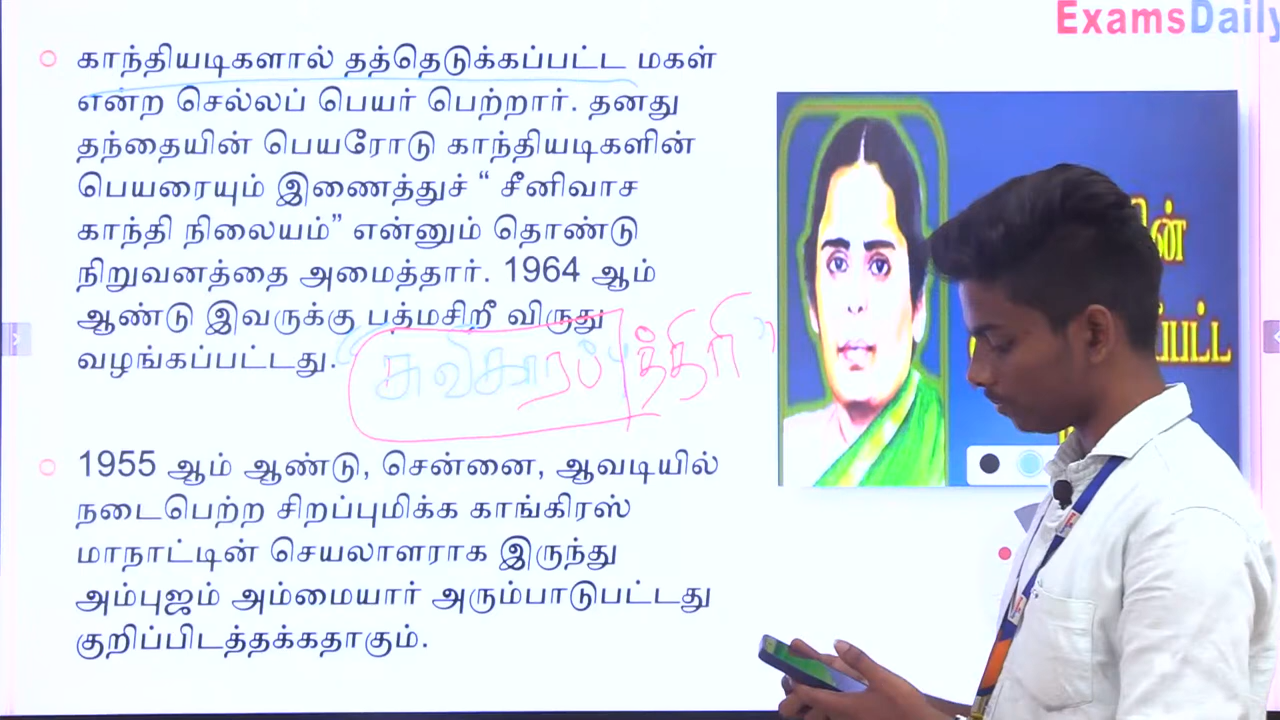 ExamsDaily
காந்தியடிகளால் தத்தெடுக்கப்பட்ட மகள்
என்ற செல்லப் பெயர் பெற்றார். தனது
தந்தையின் பெயரோடு காந்தியடிகளின்
பெயரையும் இணைத்துச் “ சீனிவாச
காந்தி நிலையம்” என்னும் தொண்டு
நிறுவனத்தை அமைத்தார். 1964 ஆம்
ஆண்டு இவருக்கு பத்மசிறீ விருது
வழங்கப்பட்டது.
1955 ஆம் ஆண்டு, சென்னை, ஆவடியில்
நடைபெற்ற சிறப்புமிக்க காங்கிரஸ்
மாநாட்டின் செயலாளராக இருந்து
அம்புஜம் அம்மையார் அரும்பாடுபட்டது
குறிப்பிடத்தக்கதாகும்.